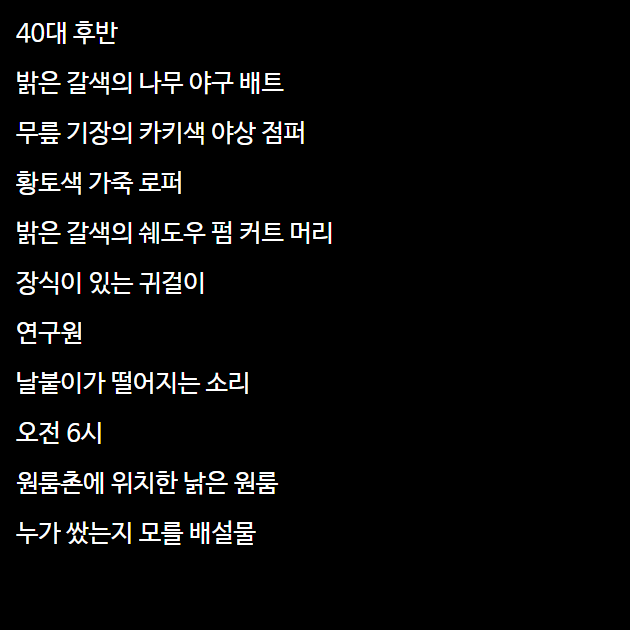 40대 후반
밝은 갈색의 나무 야구 배트
무릎 기장의 카키색 야상 점퍼
황토색 가죽 로퍼
밝은 갈색의 쉐도우 펌 커트 머리
장식이 있는 귀걸이
연구원
날붙이가 떨어지는 소리
오전 6시
원룸촌에 위치한 낡은 원룸
누가 쌌는지 모를 배설물